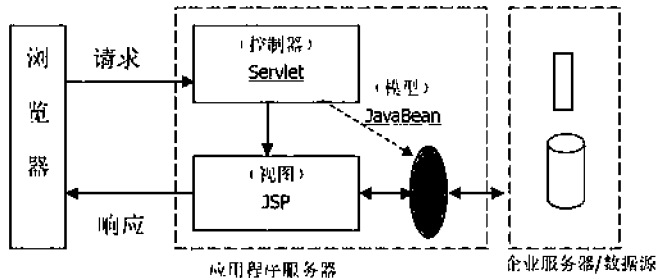 浏览器
请求
（控制器）
Servlet
（模型）
JavaBean
（视图）
JSP
响应
应用程序服务器
企业服务器/数据源